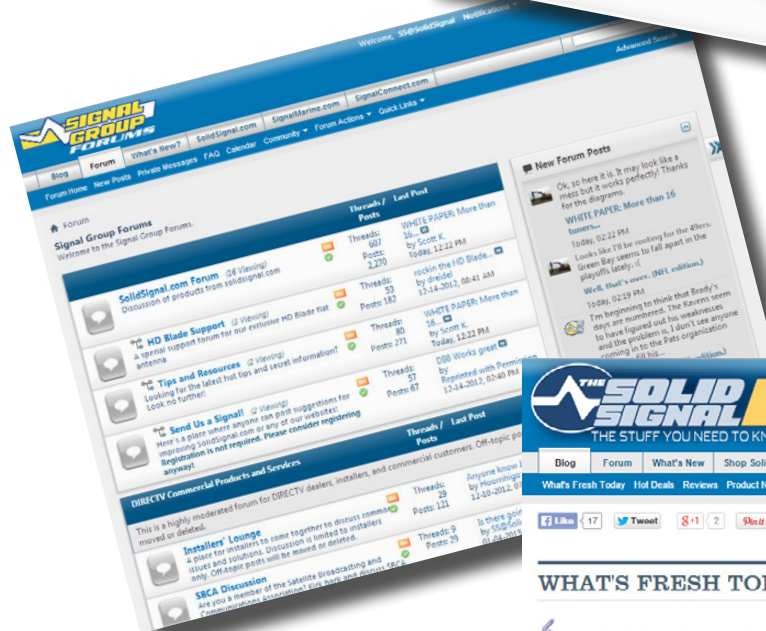 Welcome, SS@SolidSignal Notifications
Advanced Search
SIGNAL
GROUP
FORUMS
Blog Forum What's New? SolidSignal.com SignalMarine.com SignalConnect.com
Forum Home New Posts Private Messages FAQ Calendar Community Forum Actions Quick Links
Forum
Signal Group Forums
Welcome to the Signal Group Forums.
Threads / Posts Last Post
SolidSignal.com Forum (26 Viewing)
Discussion of products from solidsignal.com
Threads: 607
Posts: 2,270
WHITE PAPER: More than
16...
by Scott K.
Today, 12:22 PM
HD Blade Support (2 Viewing)
A special support forum for our exclusive HD Blade flat
antenna
Threads: 53
Posts: 182
rockin the HD Blade...
by dreidel
12-14-2012, 08:41 AM
Tips and Resources (2 Viewing)
Looking for the latest hot tips and secret information?
Look no further!
Threads: 80
Posts: 271
WHITE PAPER: More than
16...
by Scott K.
Today, 12:22 PM
Send Us a Signal! (2 Viewing)
Here's a place where anyone can post suggestions for
improving SolidSignal.com or any of our websites!
Registration is not required. Please consider registering
anyway!
Threads: 57
Posts: 67
DB8 Works great
by
Reprinted with Permission
12-14-2012, 02:40 PM
DIRECTV Commercial Products and Services
Threads / Posts Last Post
This is a highly moderated forum for DIRECTV dealers, installers, and commercial customers. Off-topic
moved or deleted.
Installers' Lounge
A place for installers to come together to discuss common
issues and solutions. Discussion is limited to installers
only. Off-topic posts will be moved or deleted.
Threads: 29
Posts: 121
Anyone know
by
12-10-2012,
SBCA Discussion
Are you a member of the Satellite Broadcasting and
Communications Association? Kick back and discuss SBCA
Threads: 9
Posts: 29
Is there
by
New Forum Posts
Ok, so here it is. It may look like a
mess but it works perfectly! Thanks
for the diagrams.
WHITE PAPER: More than 16
tuners...
Today, 02:22 PM
Looks like I'll be rooting for the 49ers.
Green Bay seems to fall apart in the
playoffs lately. :(
Well, that's over. (NFL edition.)
Today, 02:19 PM
I'm beginning to think that Brady's
days are numbered. The Ravens seem
to have figured out his weaknesses
and the problem is, I don't see anyone
coming in to the Pats organization
fill his...
edition.)
THE SOLID
SIGNAL
THE STUFF YOU NEED TO
Blog Forum What's New Shop
What's Fresh Today Hot Deals Reviews Product
Like 17 Tweet +1 2 Pin it
WHAT'S FRESH